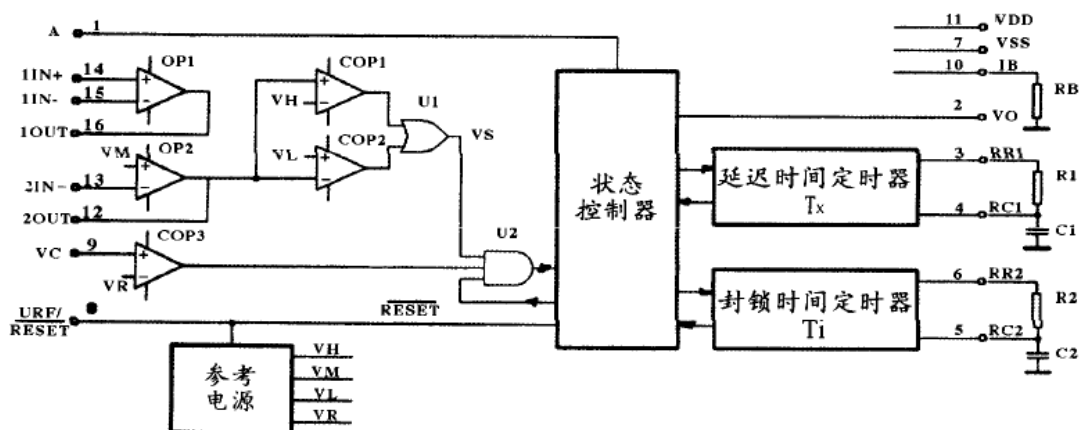 A 1
1IN+ 14
1IN- 15
1OUT 16
OP1
+
-
VM
2IN- 13
2OUT 12
OP2
+
-
COP1
+
-
VH
COP2
+
-
VL
U1
VS
VC 9
VR
COP3
+
-
U2
RESET
URF/
RESET 8
参考
电源
VH
VM
VL
VR
状态
控制器
11 VDD
7 VSS
10 IB
RB
2 VO
延迟时间定时器
Tx
3 RR1
R1
4 RC1
C1
封锁时间定时器
Ti
6 RR2
R2
5 RC2
C2